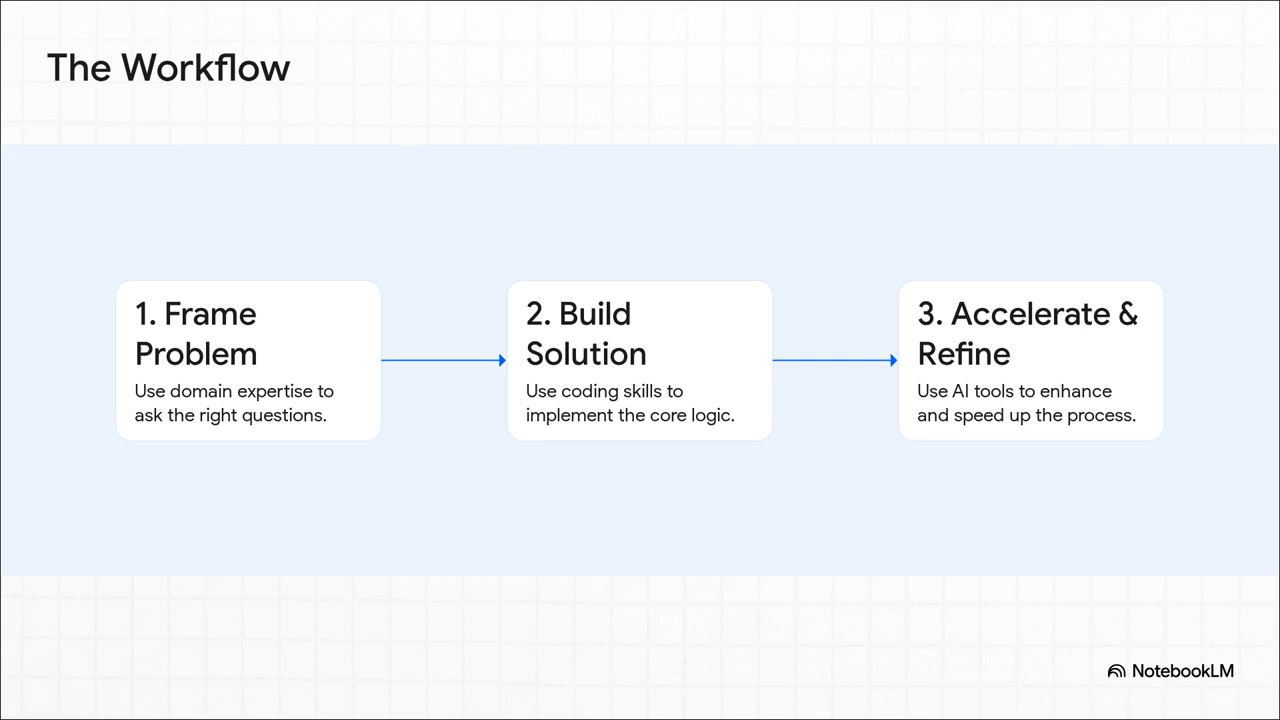 The Workflow
1. Frame
Problem
Use domain expertise to
ask the right questions.
2. Build
Solution
Use coding skills to
implement the core logic.
3. Accelerate &
Refine
Use AI tools to enhance
and speed up the process.
NotebookLM